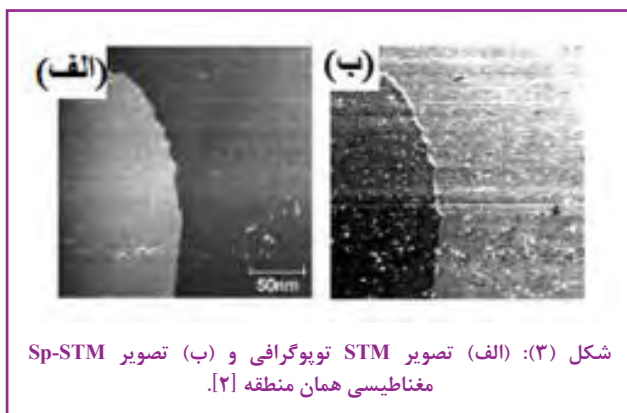 (الف)
(ب)
50nm
شکل (۳): (الف) تصویر STM توپوگرافی و (ب) تصویر Sp-STM
مغناطیسی همان منطقه [۲].